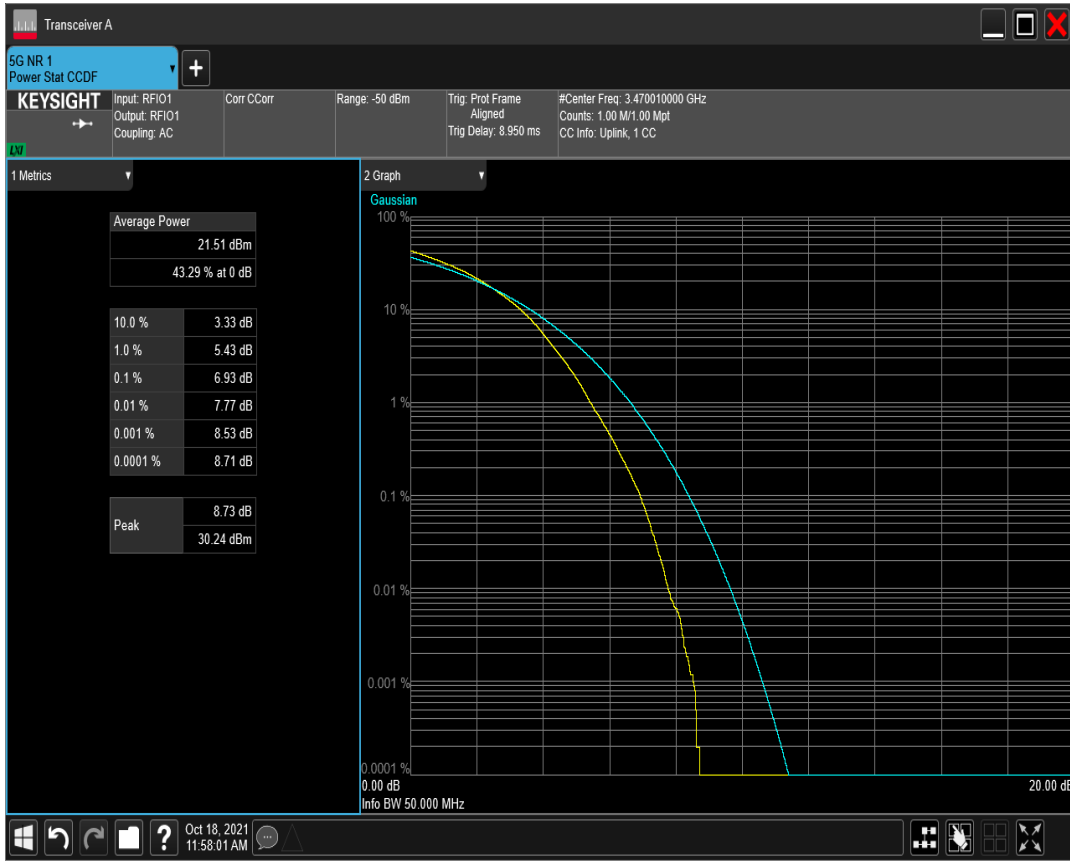 Transceiver A
5G NR 1
Power Stat CCDF
KEYSIGHT
LXI
Input: RFIO1
Output: RFIO1
Coupling: AC
Corr CCorr
Range: -50 dBm
Trig: Prot Frame
Aligned
Trig Delay: 8.950 ms
#Center Freq: 3.470010000 GHz
Counts: 1.00 M/1.00 Mpt
CC Info: Uplink, 1 CC
1 Metrics
Average Power
21.51 dBm
43.29 % at 0 dB
10.0 % 3.33 dB
1.0 % 5.43 dB
0.1 % 6.93 dB
0.01 % 7.77 dB
0.001 % 8.53 dB
0.0001 % 8.71 dB
Peak
8.73 dB
30.24 dBm
2 Graph
Gaussian
100 %
10 %
1 %
0.1 %
0.01 %
0.001 %
0.0001 %
0.00 dB 20.00 dB
Info BW 50.000 MHz
?
Oct 18, 2021
11:58:01 AM